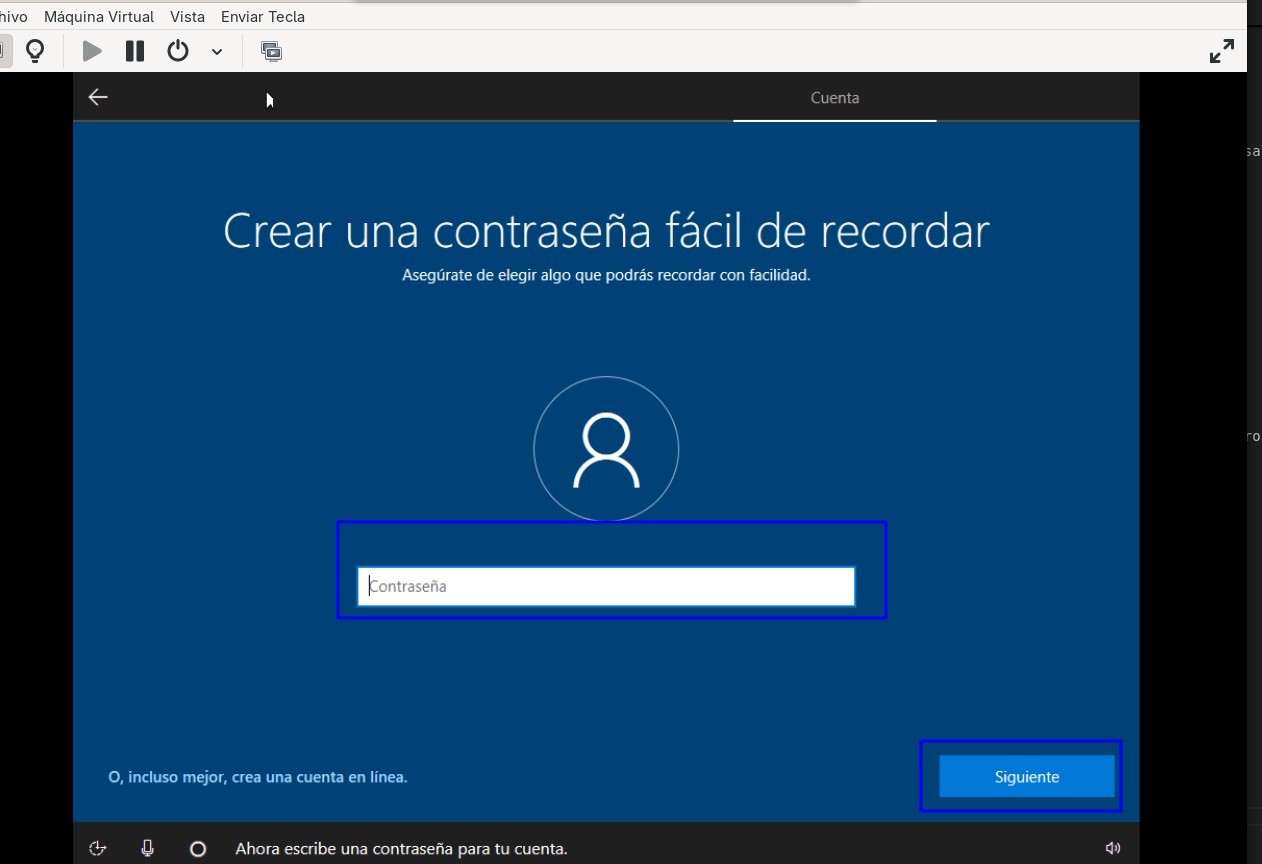 hivo Máquina Virtual Vista Enviar Tecla
Cuenta
Crear una contraseña fácil de recordar
Asegúrate de elegir algo que podrás recordar con facilidad.
Contraseña
O, incluso mejor, crea una cuenta en línea.
Siguiente
Ahora escribe una contraseña para tu cuenta.